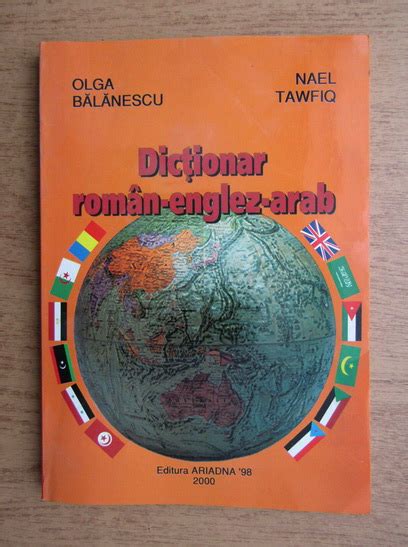 OLGA
BĂLĂNESCU
NAEL
TAWFIQ
Dicţionar
român-englez-arab
Editura ARIADNA '98
2000